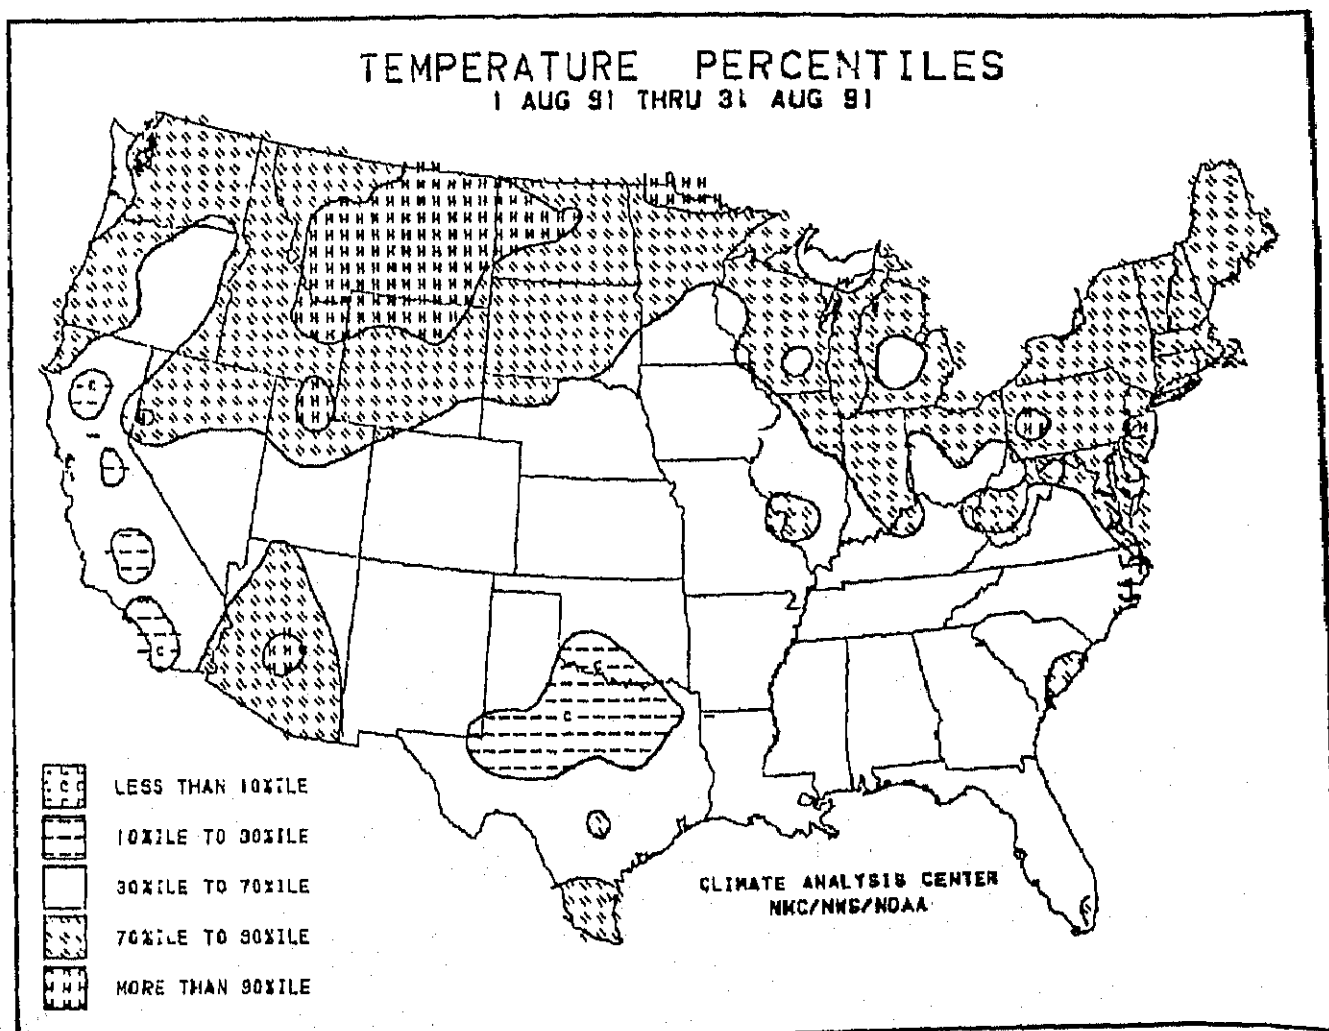 TEMPERATURE PERCENTILES
1 AUG 91 THRU 31 AUG 91
LESS THAN 10%ILE
10%ILE TO 30%ILE
30%ILE TO 70%ILE
70%ILE TO 90%ILE
MORE THAN 90%ILE
CLIMATE ANALYSIS CENTER
NMC/NWS/NOAA